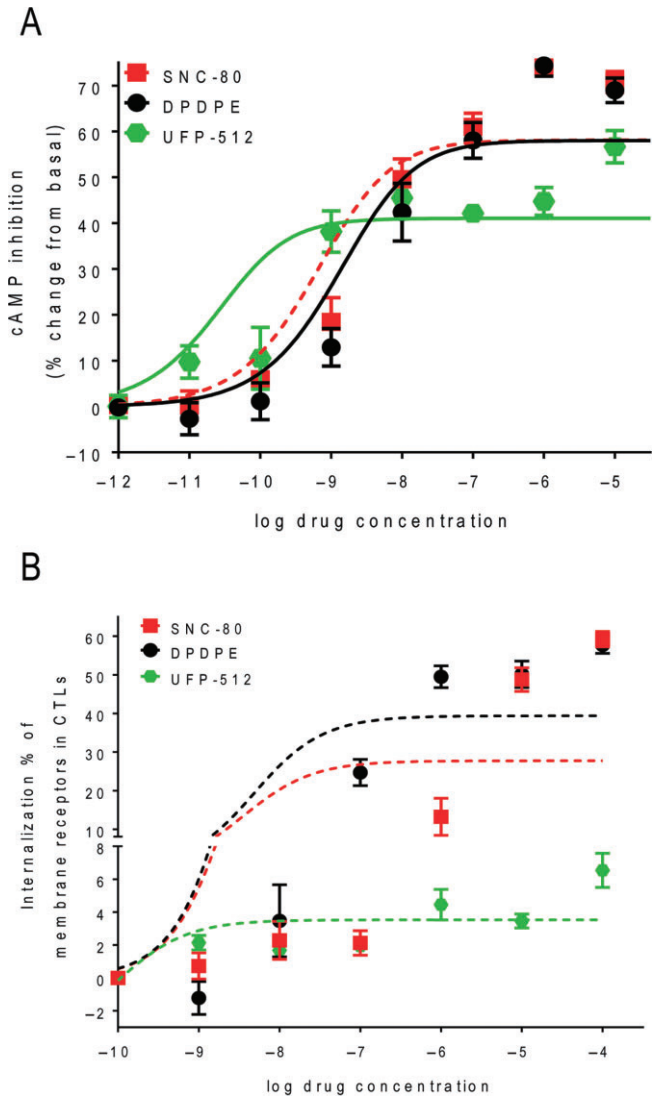 A
SNC-80
DPDPE
UFP-512
cAMP inhibition
(% change from basal)
70
60
50
40
30
20
10
0
−10
−12 −11 −10 −9 −8 −7 −6 −5
log drug concentration
B
SNC-80
DPDPE
UFP-512
Internalization % of
membrane receptors in CTLs
60
50
40
30
20
10
8
6
4
2
0
−2
−10 −9 −8 −7 −6 −5 −4
log drug concentration